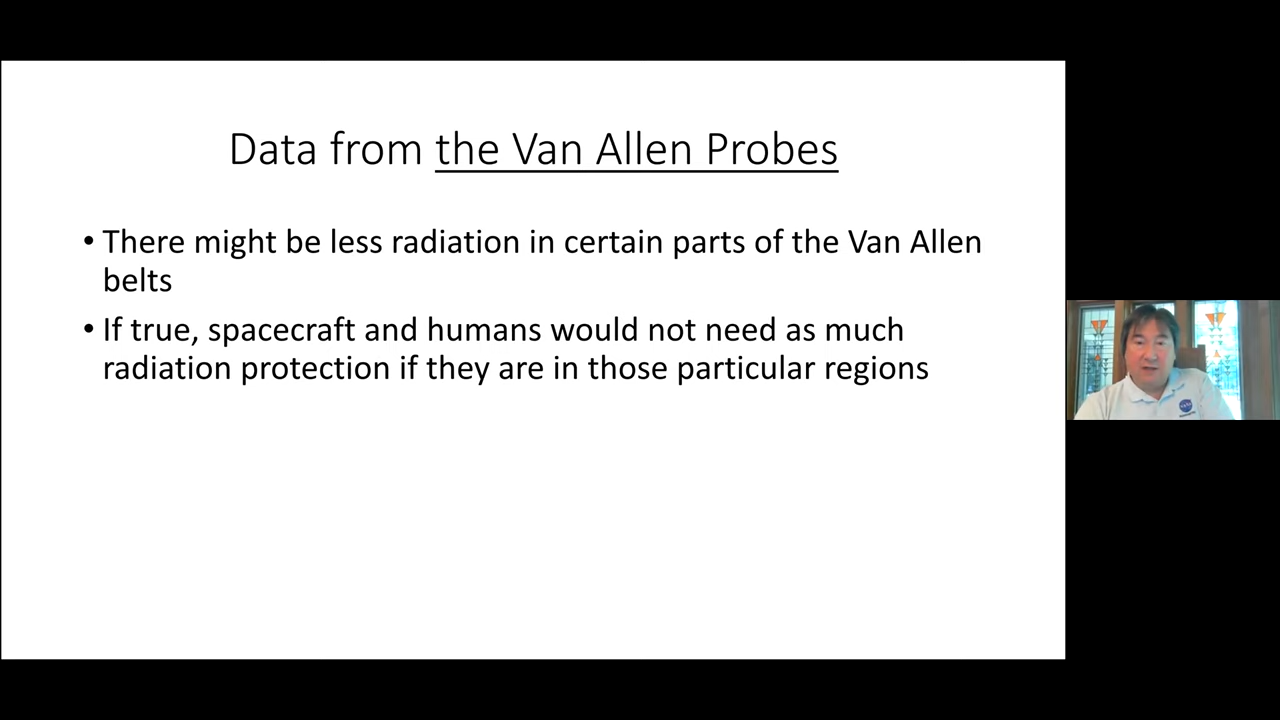 Data from the Van Allen Probes
• There might be less radiation in certain parts of the Van Allen
belts
• If true, spacecraft and humans would not need as much
radiation protection if they are in those particular regions
NASA